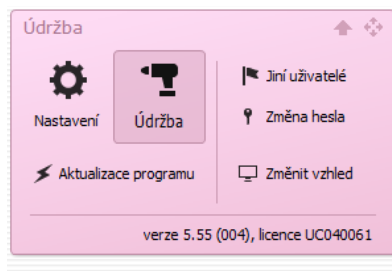 Údržba
Nastavení
Údržba
Aktualizace programu
Jiní uživatelé
Změna hesla
Změnit vzhled
verze 5.55 (004), licence UC040061